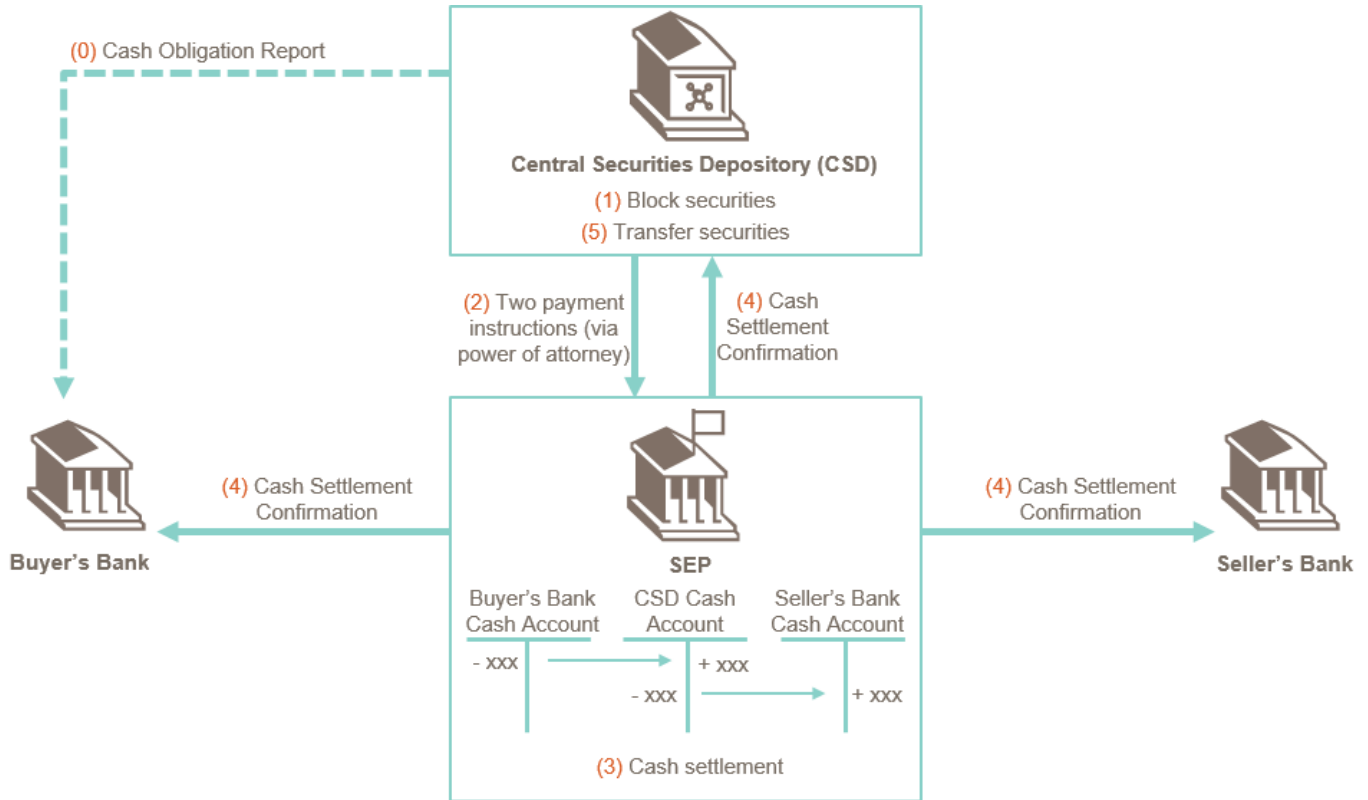 (0) Cash Obligation Report
Central Securities Depository (CSD)
(1) Block securities
(5) Transfer securities
(2) Two payment
instructions (via
power of attorney)
(4) Cash
Settlement
Confirmation
(4) Cash Settlement
Confirmation
Buyer’s Bank
(4) Cash Settlement
Confirmation
Seller’s Bank
SEP
Buyer’s Bank
Cash Account
CSD Cash
Account
Seller’s Bank
Cash Account
- xxx
+ xxx
- xxx
+ xxx
(3) Cash settlement